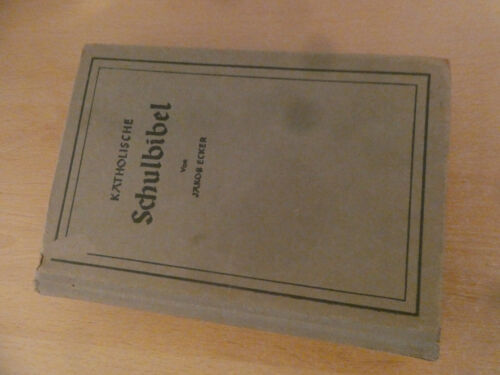 KATHOLISCHE
Schulbibel
von
JAKOB ECKER